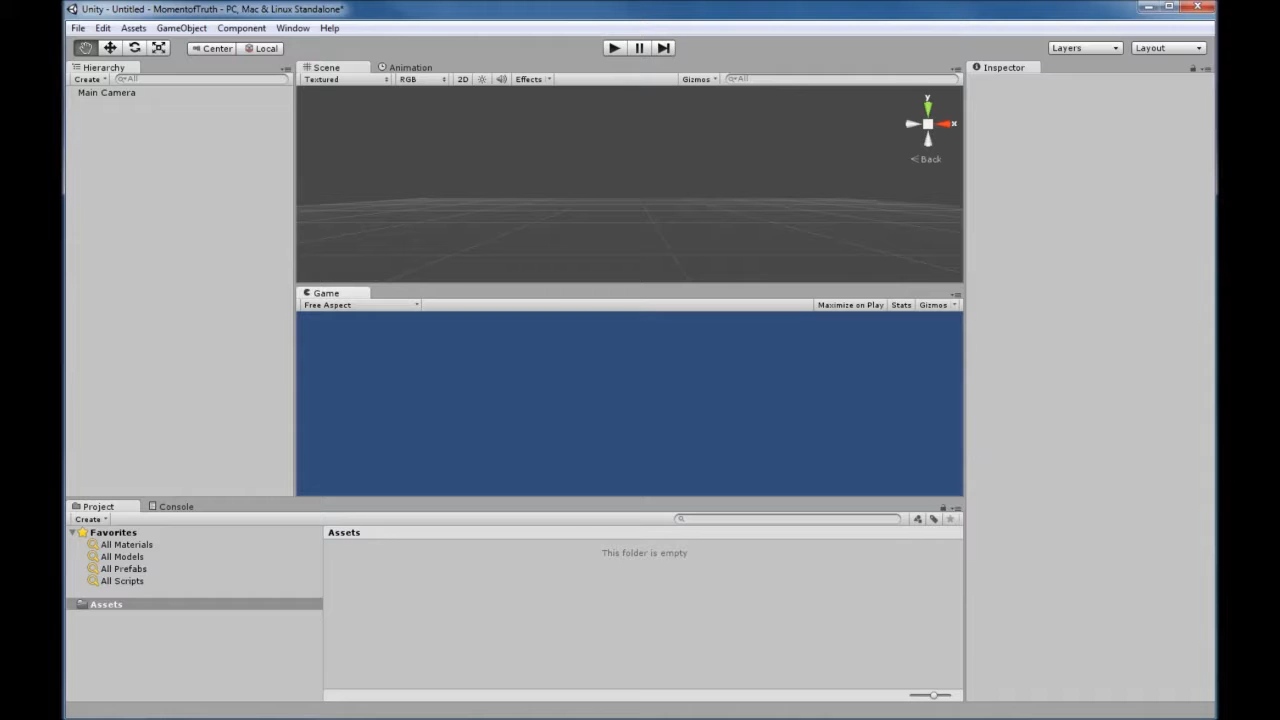 Unity - Untitled - MomentofTruth - PC, Mac & Linux Standalone*
File Edit Assets GameObject Component Window Help
Center Local Layers Layout
Hierarchy Scene Animation Inspector
Create All Textured RGB 2D Effects Gizmos All
Main Camera
y
x
Back
Game
Free Aspect Maximize on Play Stats Gizmos
Project Console
Create
Favorites Assets
All Materials This folder is empty
All Models
All Prefabs
All Scripts
Assets